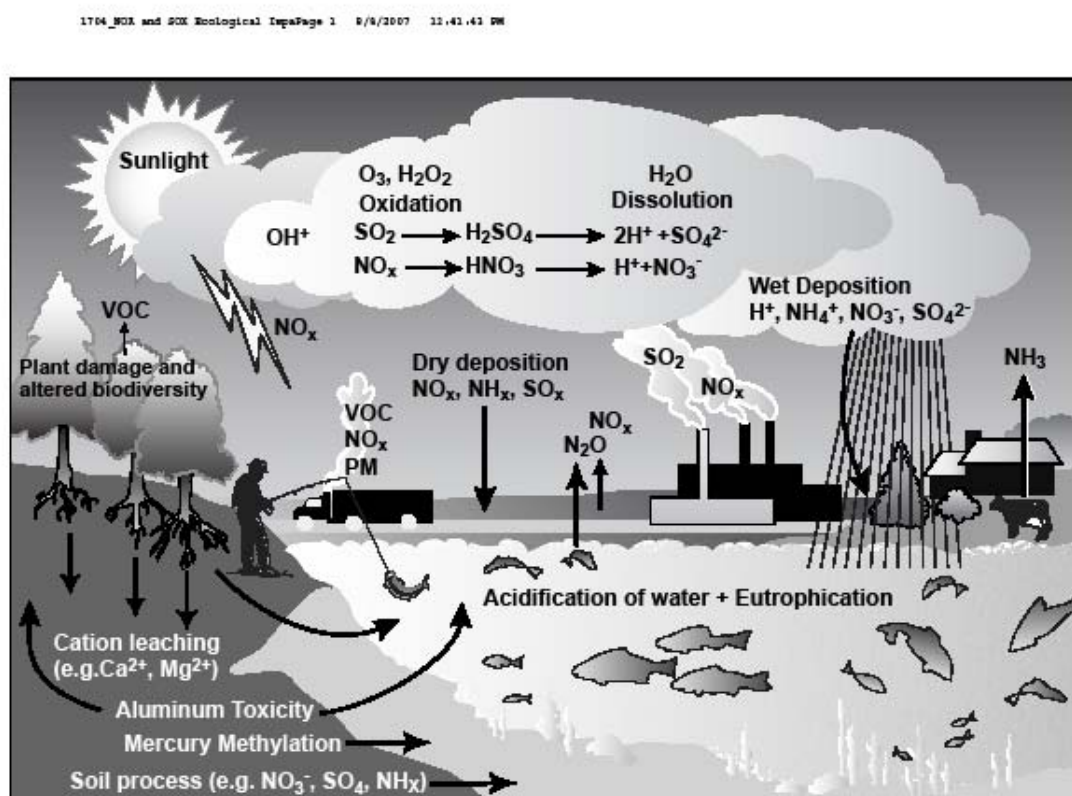 1704_NOX and SOX Ecological ImpaPage 1 8/8/2007 12:41:43 PM
Sunlight
O₃, H₂O₂
Oxidation
H₂O
Dissolution
OH⁺
SO₂ → H₂SO₄ → 2H⁺ +SO₄²⁻
NOₓ → HNO₃ → H⁺+NO₃⁻
Wet Deposition
H⁺, NH₄⁺, NO₃⁻, SO₄²⁻
VOC
NOₓ
Plant damage and
altered biodiversity
Dry deposition
NOₓ, NHₓ, SOₓ
SO₂
NOₓ
NH₃
VOC
NOₓ
PM
NOₓ
N₂O
Acidification of water + Eutrophication
Cation leaching
(e.g.Ca²⁺, Mg²⁺)
Aluminum Toxicity
Mercury Methylation
Soil process (e.g. NO₃⁻, SO₄, NHₓ)